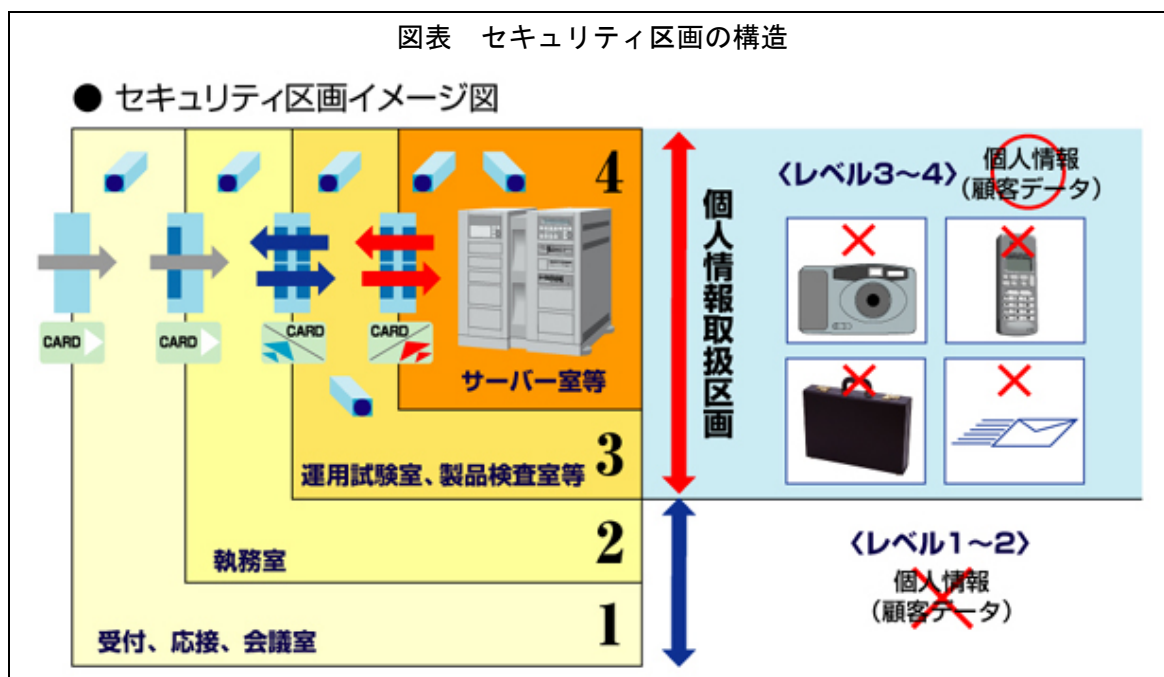 図表　セキュリティ区画の構造
● セキュリティ区画イメージ図
4
サーバー室等
3
運用試験室、製品検査室等
2
執務室
1
受付、応接、会議室
CARD
CARD
CARD
CARD
個人情報取扱区画
〈レベル3～4〉
個人情報
（顧客データ）
〈レベル1～2〉
個人情報
（顧客データ）